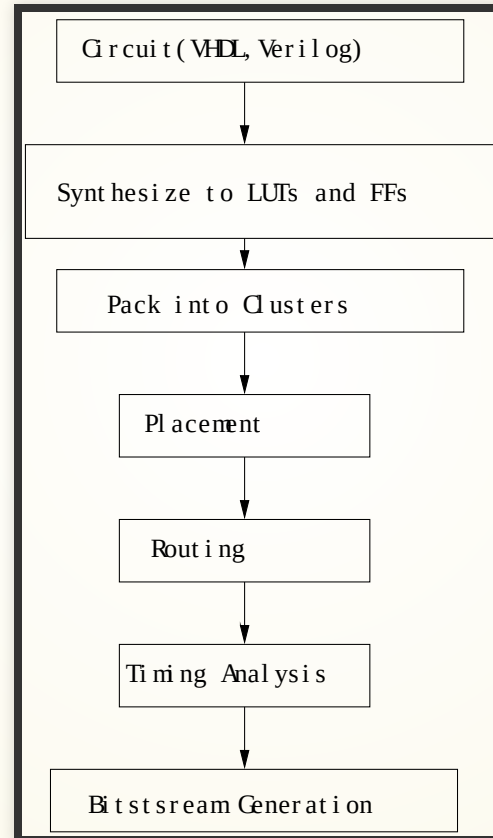 Circuit(VHDL,Verilog)
Synthesize to LUTs and FFs
Pack into Clusters
Placement
Routing
Timing Analysis
Bitstsream Generation